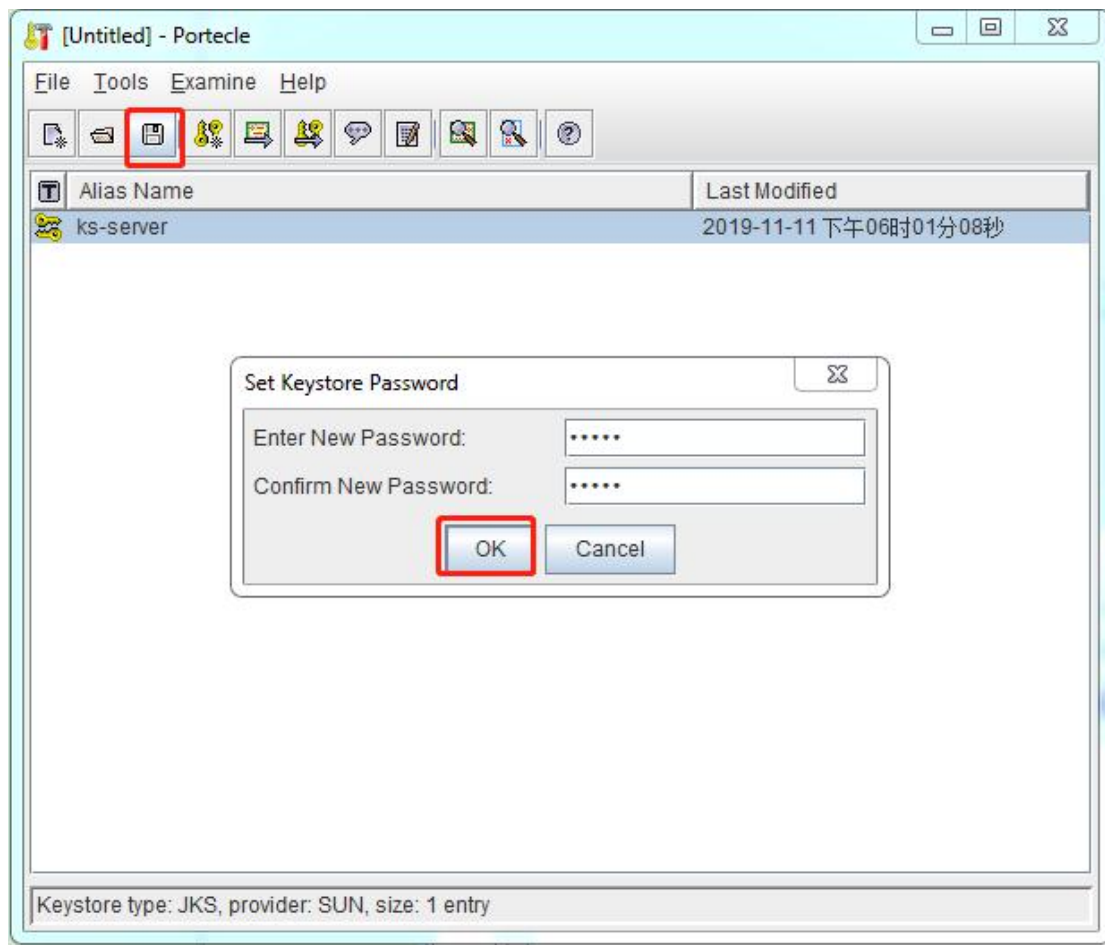 [Untitled] - Portecle
File Tools Examine Help
T Alias Name Last Modified
ks-server 2019-11-11 下午06时01分08秒
Set Keystore Password
Enter New Password: •••••
Confirm New Password: •••••
OK Cancel
Keystore type: JKS, provider: SUN, size: 1 entry